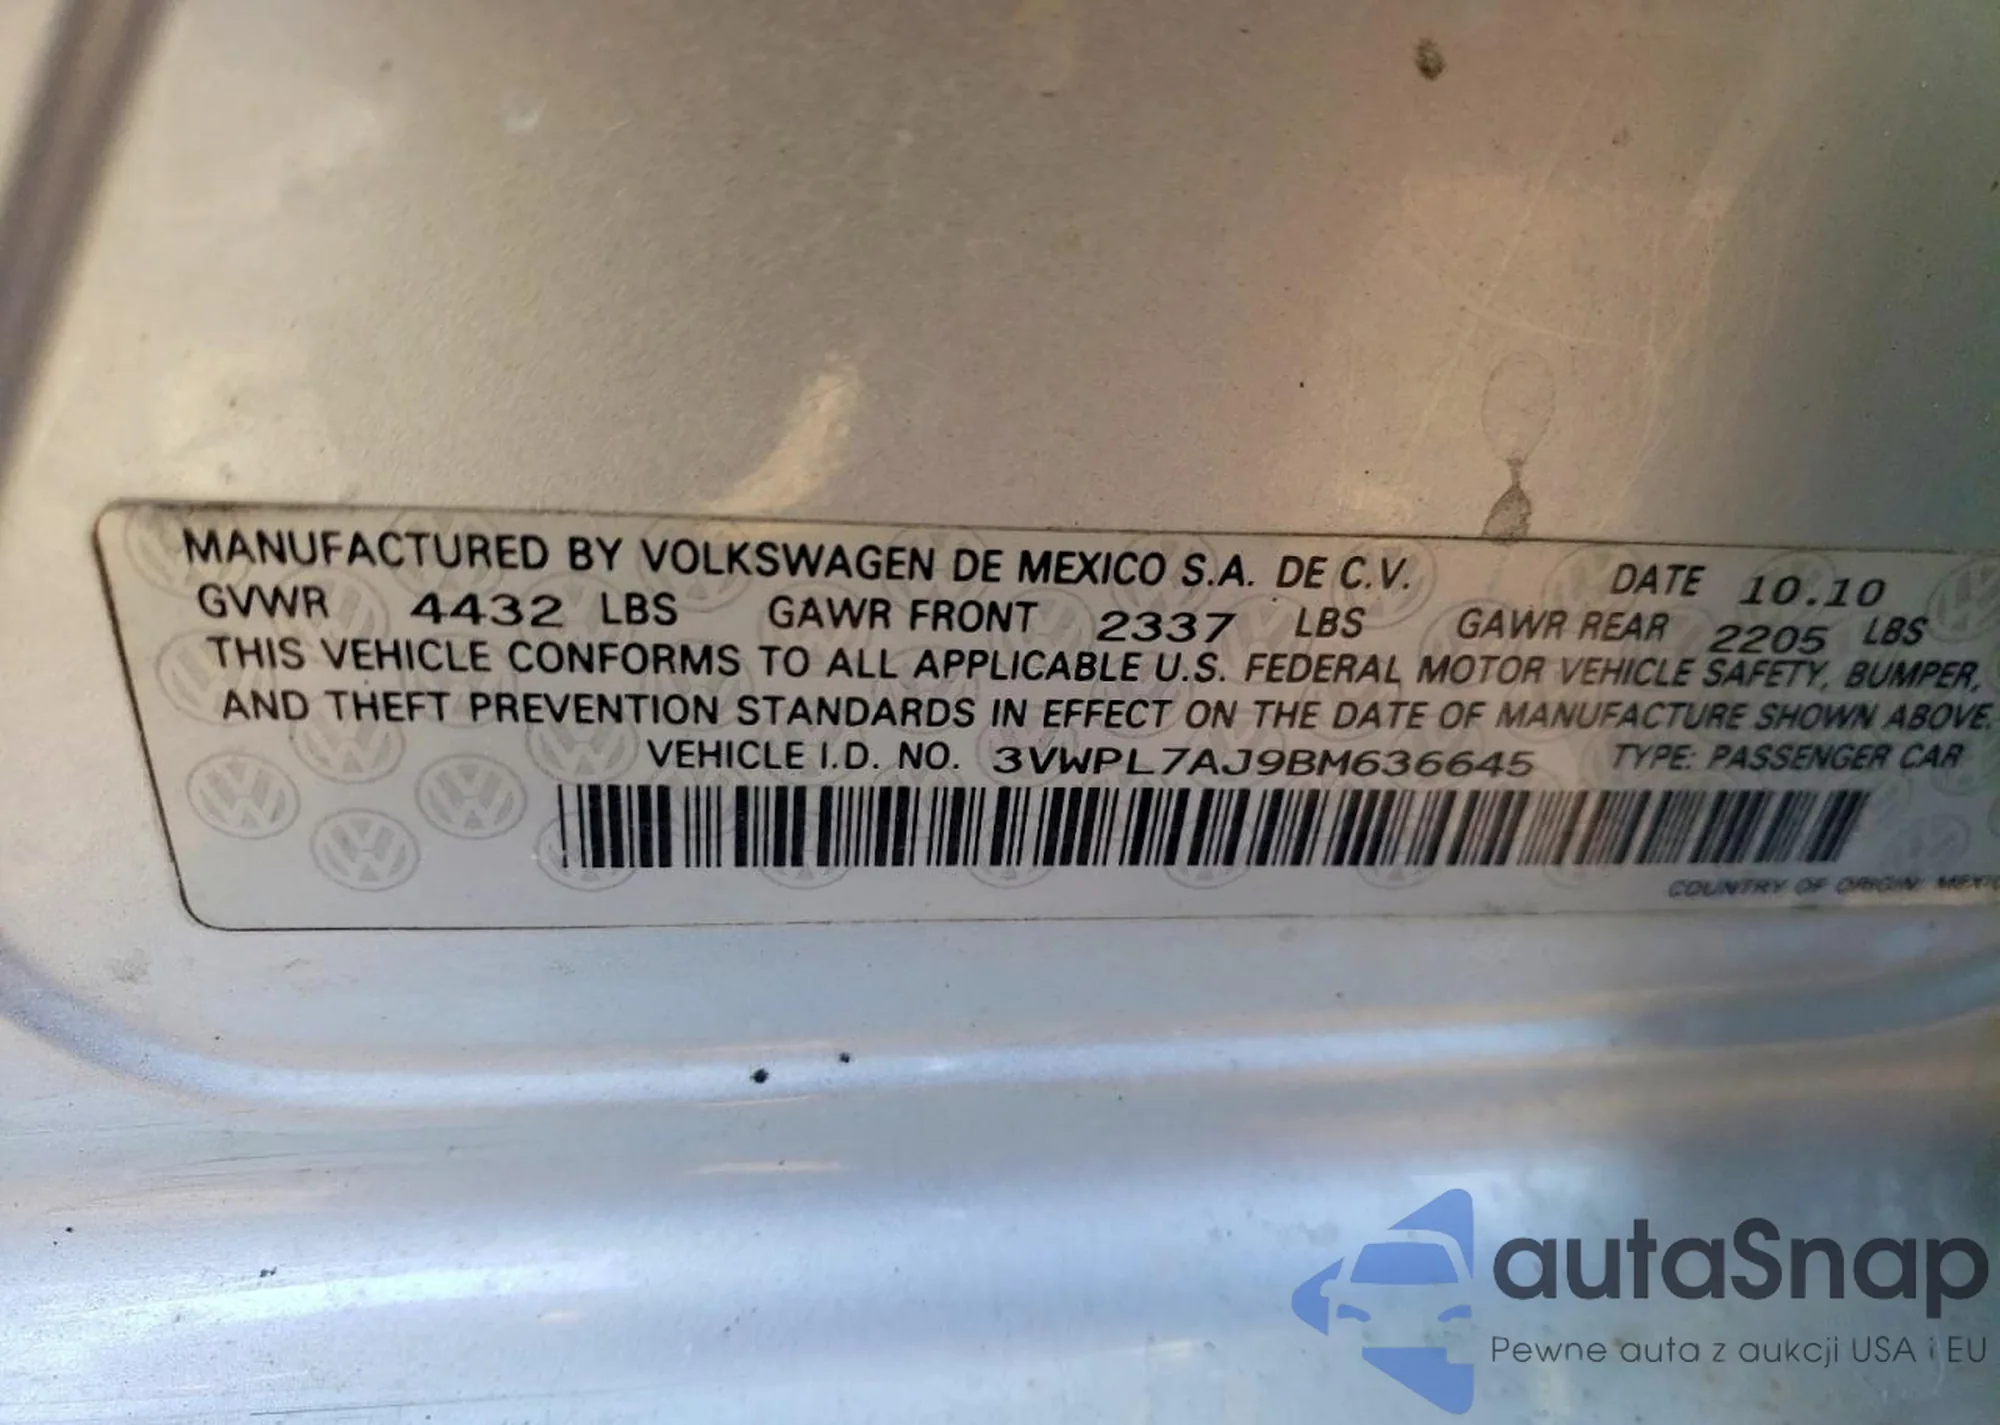 MANUFACTURED BY VOLKSWAGEN DE MEXICO S.A. DE C.V. DATE 10.10
GVWR 4432 LBS GAWR FRONT 2337 LBS GAWR REAR 2205 LBS
THIS VEHICLE CONFORMS TO ALL APPLICABLE U.S. FEDERAL MOTOR VEHICLE SAFETY, BUMPER,
AND THEFT PREVENTION STANDARDS IN EFFECT ON THE DATE OF MANUFACTURE SHOWN ABOVE.
VEHICLE I.D. NO. 3VWPL7AJ9BM636645 TYPE: PASSENGER CAR
COUNTRY OF ORIGIN: MEXIC
autaSnap
Pewne auta z aukcji USA i EU